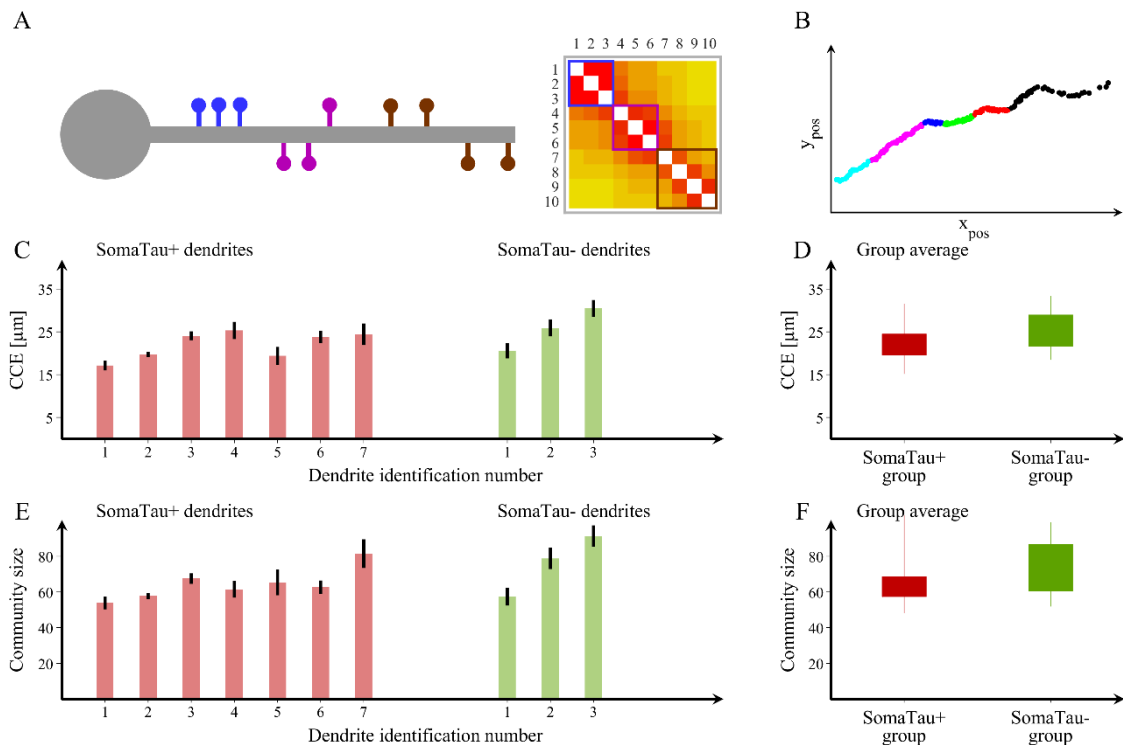 A
1 2 3 4 5 6 7 8 9 10
1
2
3
4
5
6
7
8
9
10
B
y_pos
x_pos
C
SomaTau+ dendrites
SomaTau- dendrites
CCE [µm]
35
25
15
5
1 2 3 4 5 6 7
1 2 3
Dendrite identification number
D
Group average
CCE [µm]
35
25
15
5
SomaTau+
group
SomaTau-
group
E
SomaTau+ dendrites
SomaTau- dendrites
Community size
80
60
40
20
1 2 3 4 5 6 7
1 2 3
Dendrite identification number
F
Group average
Community size
80
60
40
20
SomaTau+
group
SomaTau-
group